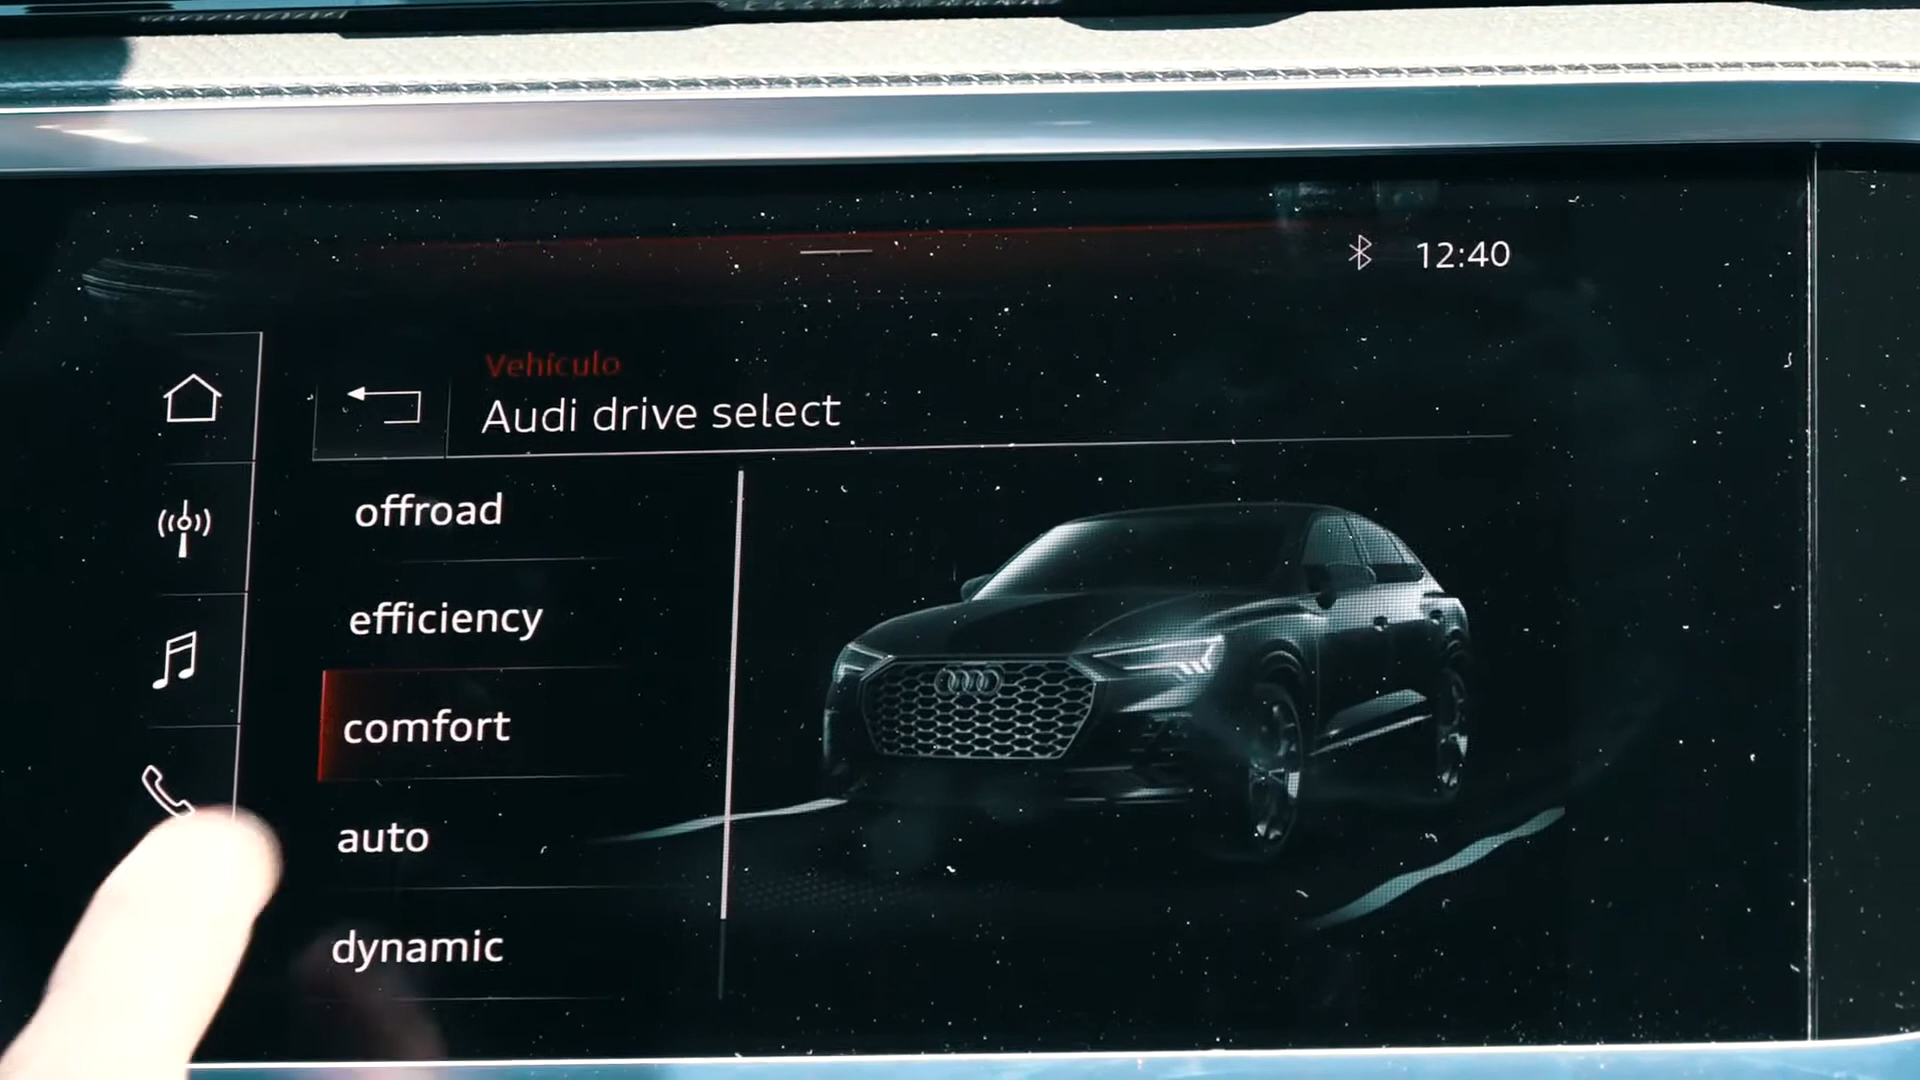 12:40
Vehículo
Audi drive select
offroad
efficiency
comfort
auto
dynamic